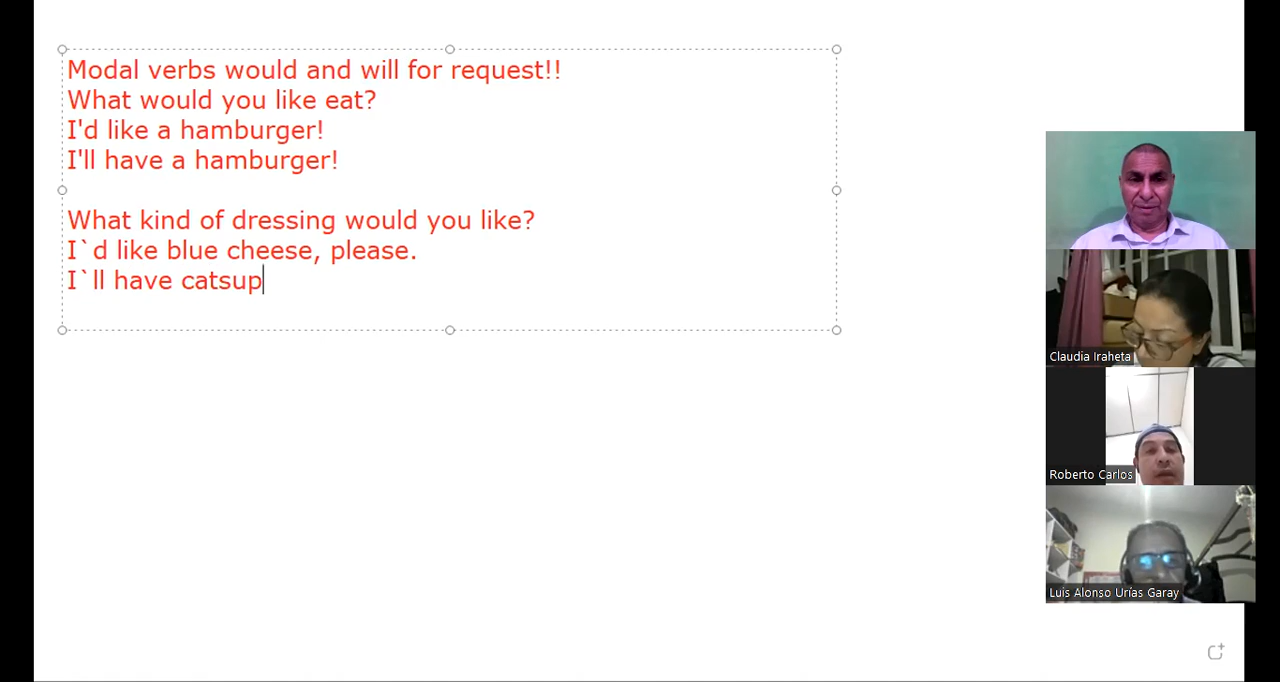 Modal verbs would and will for request!!
What would you like eat?
I'd like a hamburger!
I'll have a hamburger!
What kind of dressing would you like?
I`d like blue cheese, please.
I`ll have catsup
Claudia Iraheta
Roberto Carlos
Luis Alonso Urías Garay